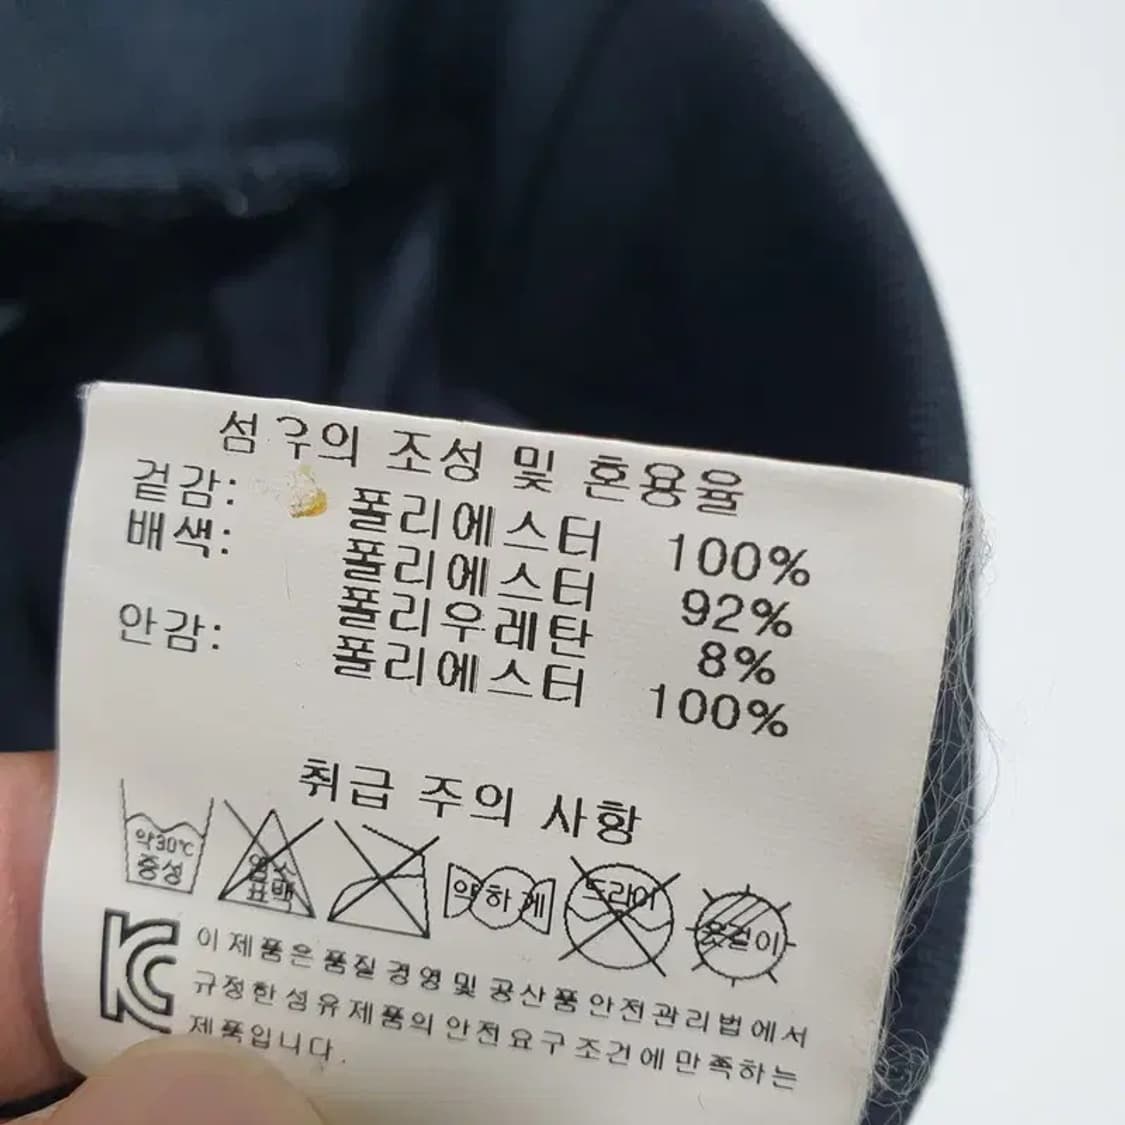 섬구의 조성 및 혼용율
겉감: 폴리에스터 100%
배색: 폴리에스터 92%
폴리우레탄 8%
안감: 폴리에스터 100%
취급 주의 사항
약30℃
중성
염소
표백
약하게
드라이
옷걸이
KC
이 제품은 품질 경영 및 공산품 안전관리법에서
규정한 섬유제품의 안전요구 조건에 만족하는
제품입니다.